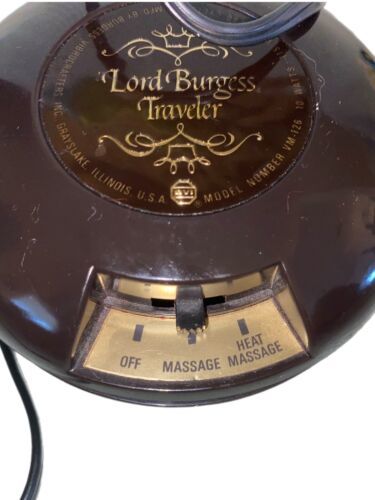 Lord Burgess
Traveler
MFD BY BURGESS VIBROCRAFTERS INC. GRAYSLAKE, ILLINOIS, U.S.A.
® MODEL NUMBER VM-126 10 WATTS
OFF
MASSAGE
HEAT
MASSAGE